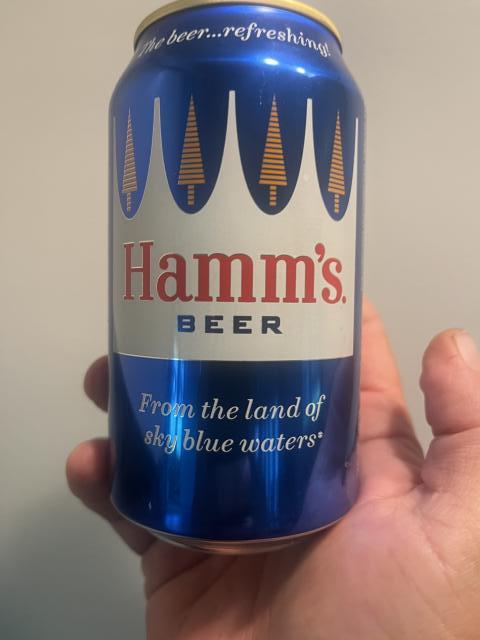 The beer...refreshing!
Hamm's.
BEER
From the land of
sky blue waters*